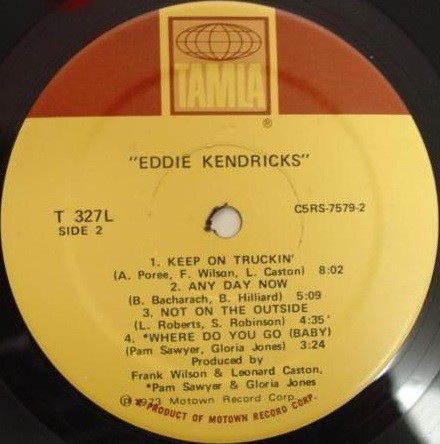 TAMLA
®
"EDDIE KENDRICKS"
T 327L
C5RS-7579-2
SIDE 2
1. KEEP ON TRUCKIN'
(A. Poree, F. Wilson, L. Caston) 8:02
2. ANY DAY NOW
(B. Bacharach, B. Hilliard) 5:09
3. NOT ON THE OUTSIDE
(L. Roberts, S. Robinson) 4:35
4. *WHERE DO YOU GO (BABY)
(Pam Sawyer, Gloria Jones) 3:24
Produced by
Frank Wilson & Leonard Caston,
*Pam Sawyer & Gloria Jones
℗ 1973 Motown Record Corp.
A PRODUCT OF MOTOWN RECORD CORP.